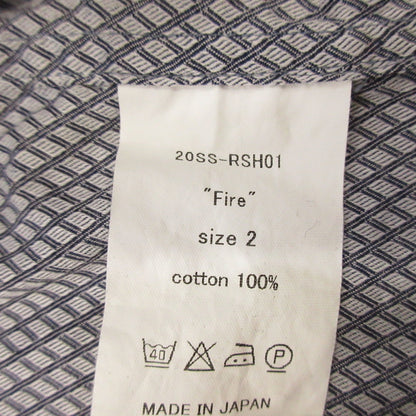 20SS-RSH01
"Fire"
size 2
cotton 100%
40 P
MADE IN JAPAN